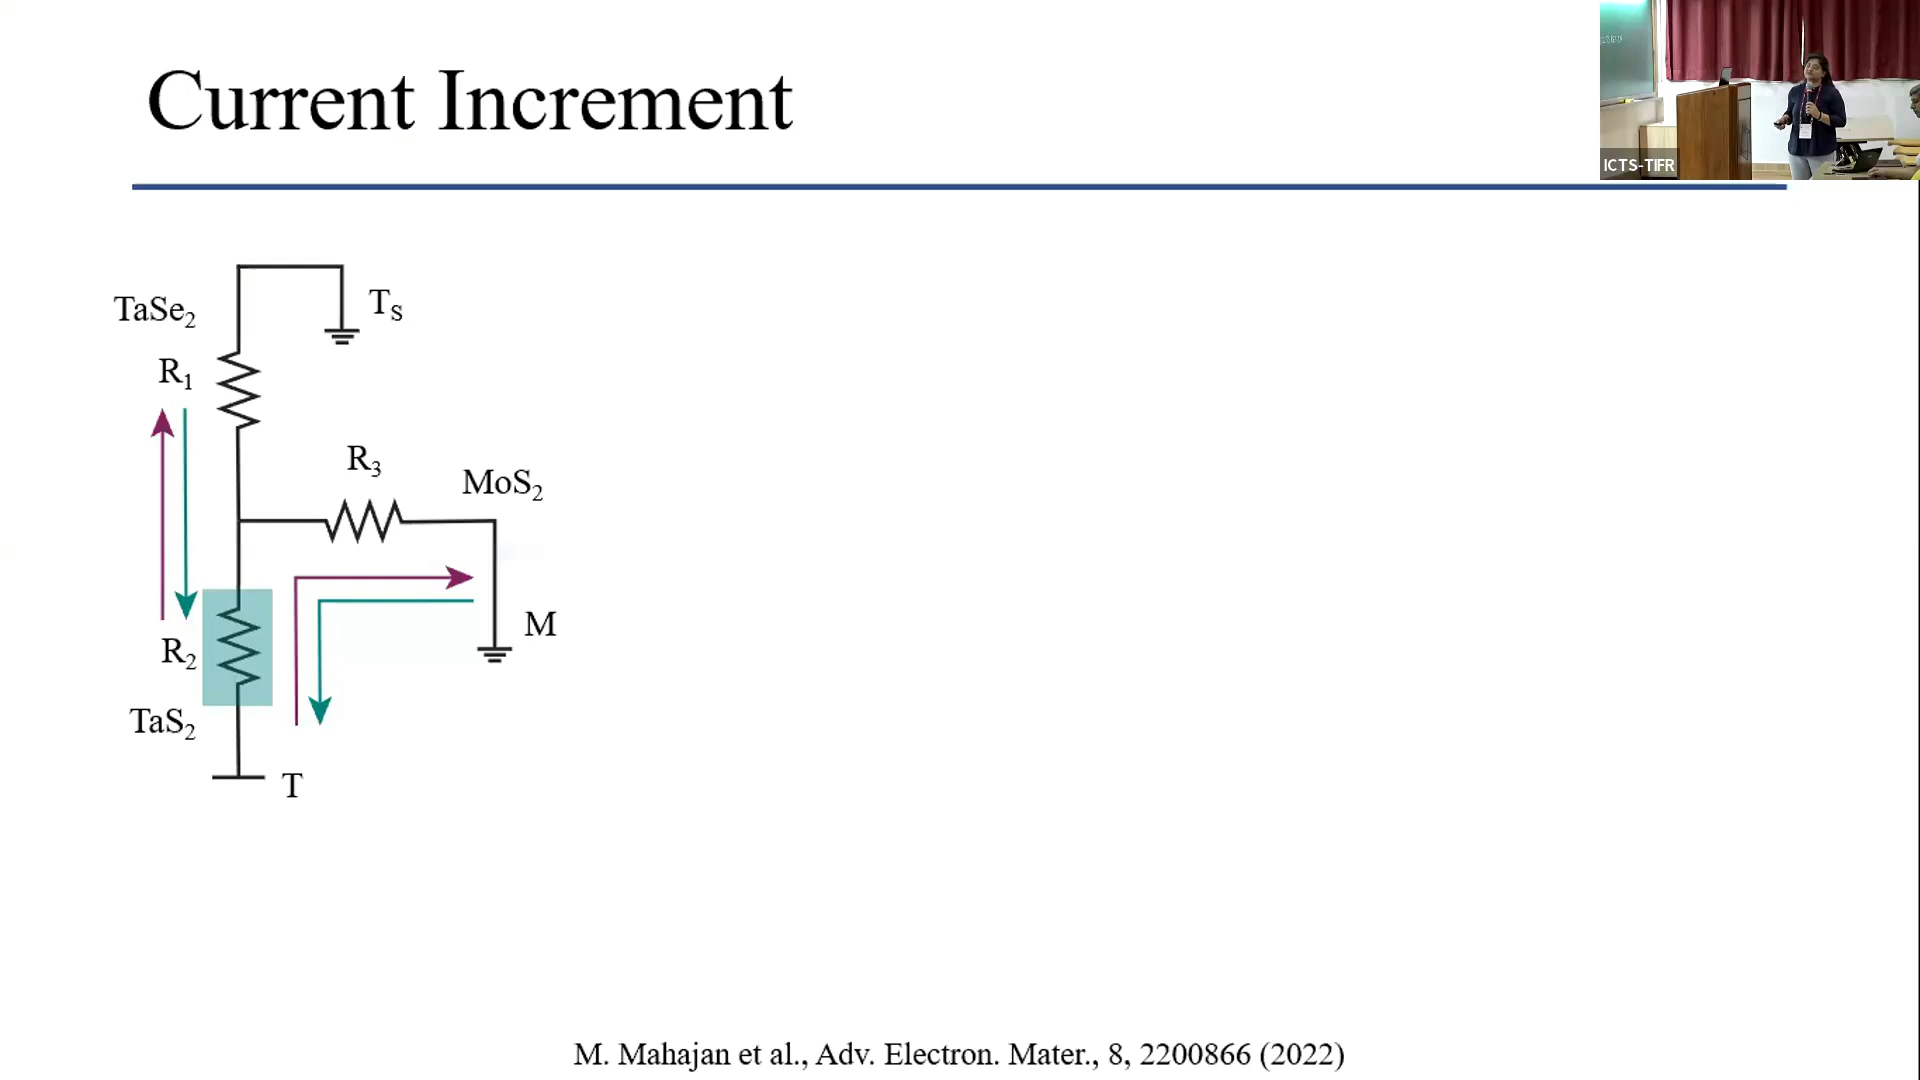 Current Increment
ICTS-TIFR
TaSe₂
T_S
R₁
R₃
MoS₂
M
R₂
TaS₂
T
M. Mahajan et al., Adv. Electron. Mater., 8, 2200866 (2022)